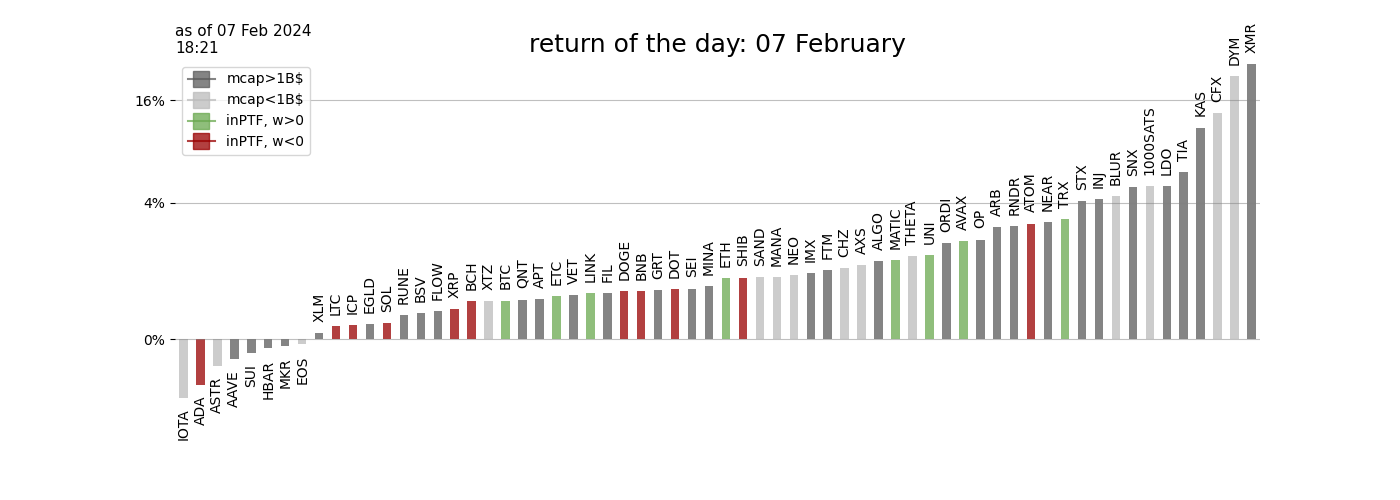 as of 07 Feb 2024
18:21
return of the day: 07 February
mcap>1B$
mcap<1B$
inPTF, w>0
inPTF, w<0
16%
4%
0%
IOTA
ADA
ASTR
AAVE
SUI
HBAR
MKR
EOS
XLM
LTC
ICP
EGLD
SOL
RUNE
BSV
FLOW
XRP
BCH
XTZ
BTC
QNT
APT
ETC
VET
LINK
FIL
DOGE
BNB
GRT
DOT
SEI
MINA
ETH
SHIB
SAND
MANA
NEO
IMX
FTM
CHZ
AXS
ALGO
MATIC
THETA
UNI
ORDI
AVAX
OP
ARB
RNDR
ATOM
NEAR
TRX
STX
INJ
BLUR
SNX
1000SATS
LDO
TIA
KAS
CFX
DYM
XMR